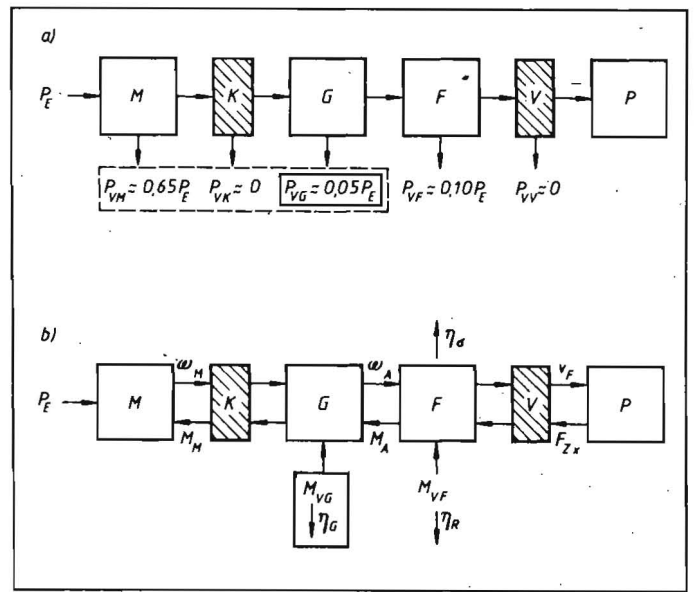 a)
P_E M K G F V P
P_VM ≈ 0,65P_E P_VK ≈ 0 P_VG ≈ 0,05P_E P_VF ≈ 0,10P_E P_VV ≈ 0
b)
η_σ
ω_M ω_A v_F
P_E M K G F V P
M_M M_A F_Zx
M_VG M_VF
η_G η_R